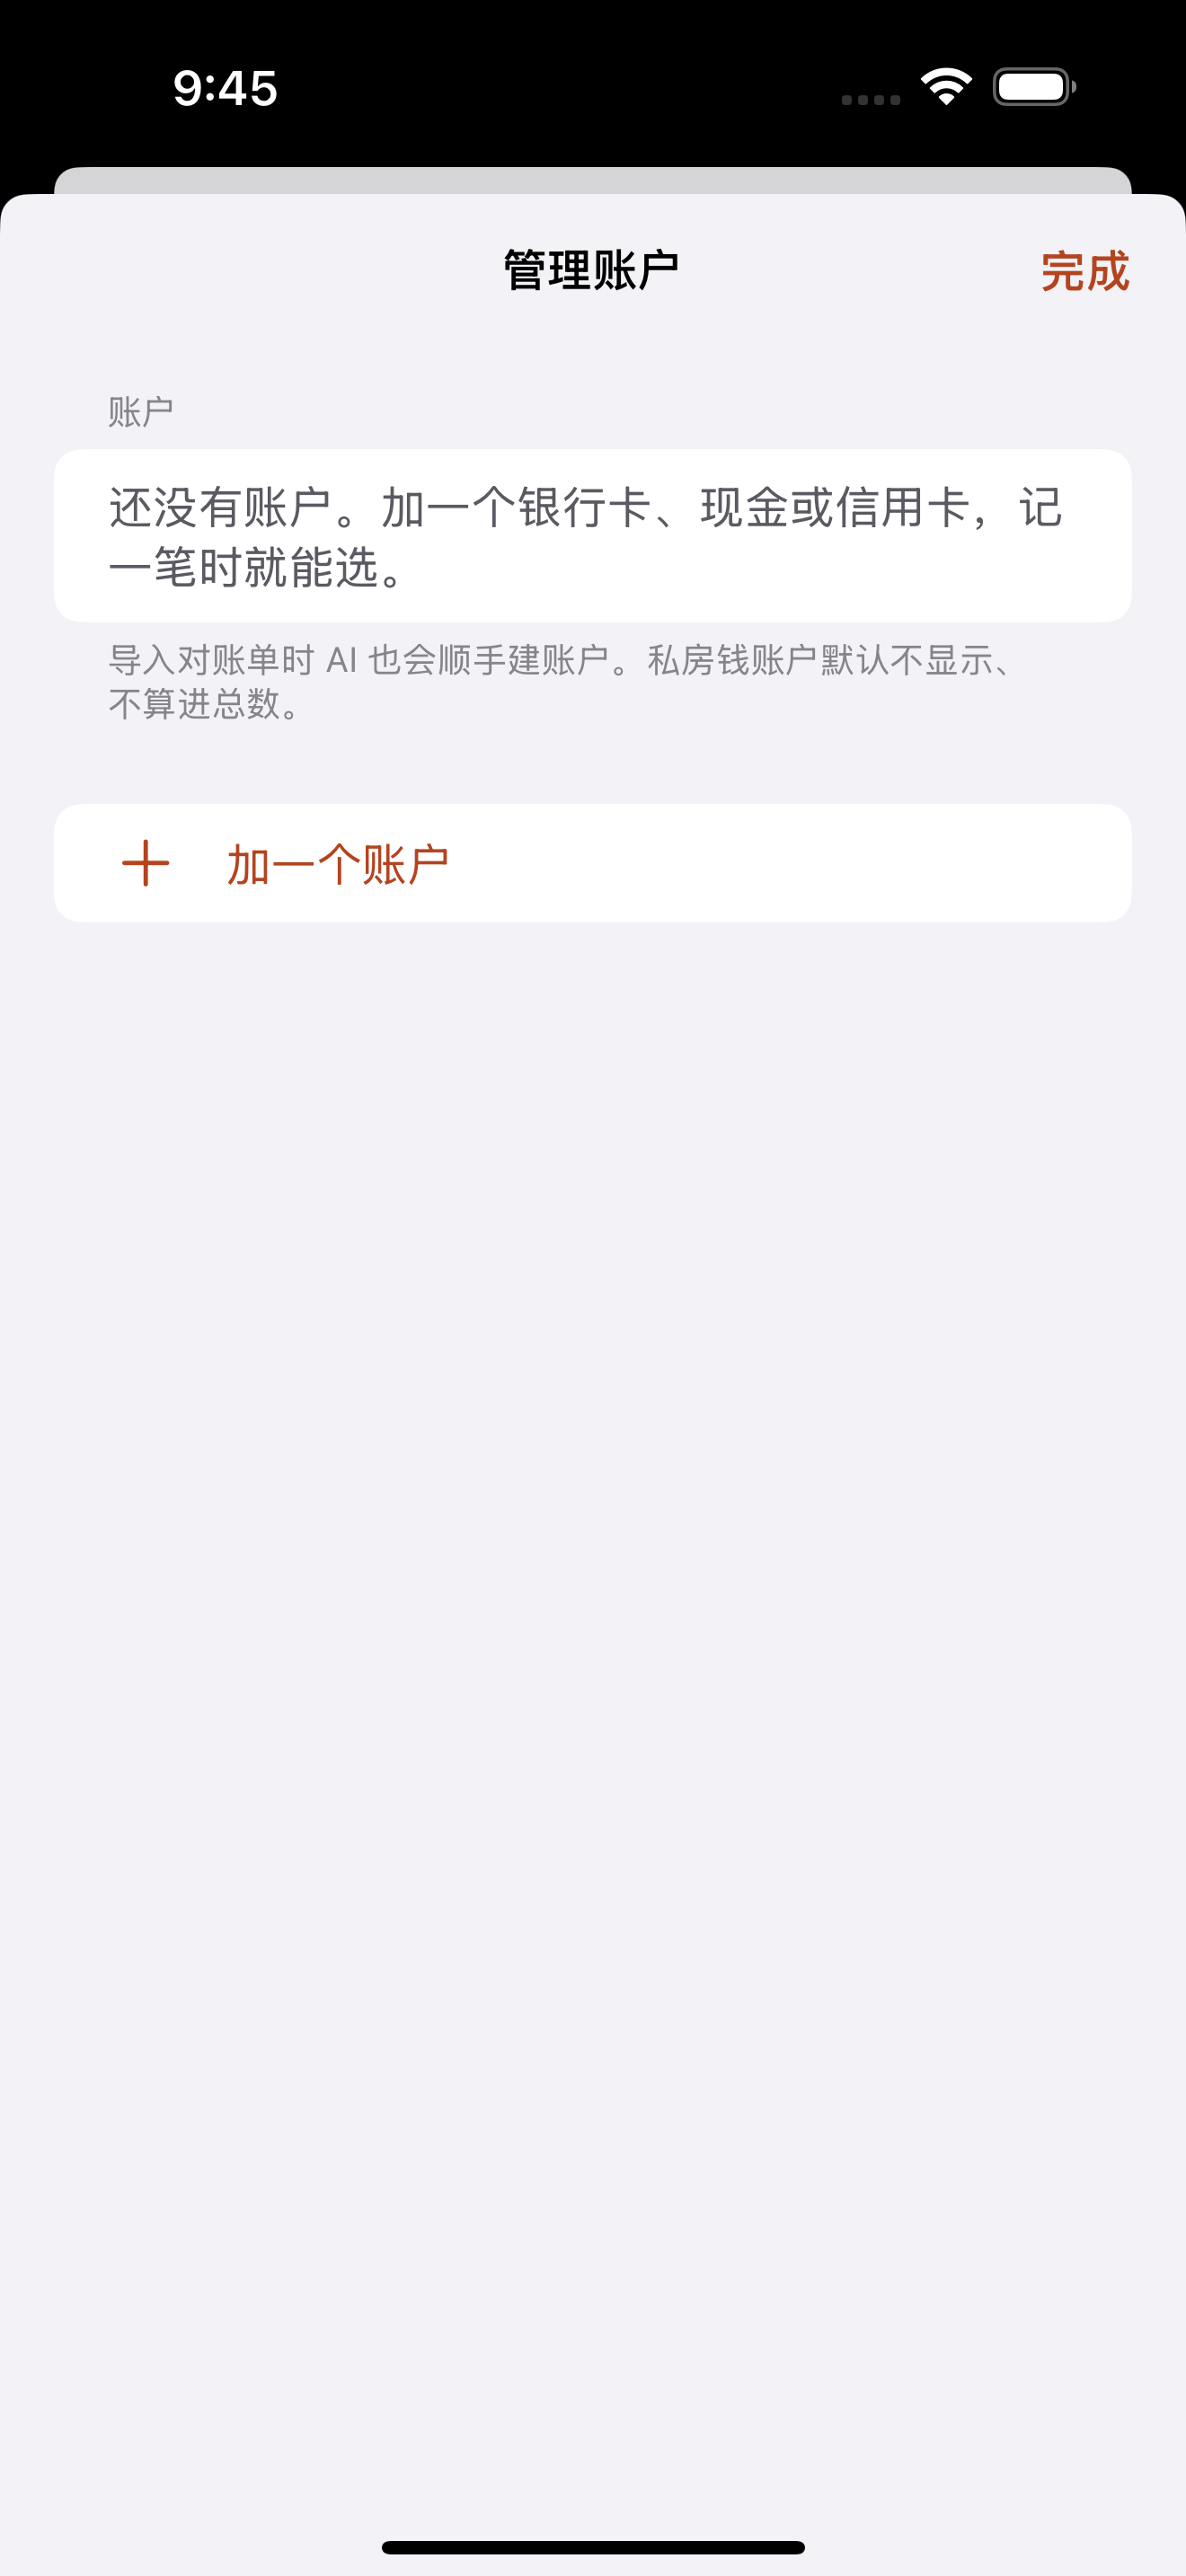 9:45
管理账户
完成
账户
还没有账户。加一个银行卡、现金或信用卡，记
一笔时就能选。
导入对账单时 AI 也会顺手建账户。私房钱账户默认不显示、
不算进总数。
加一个账户